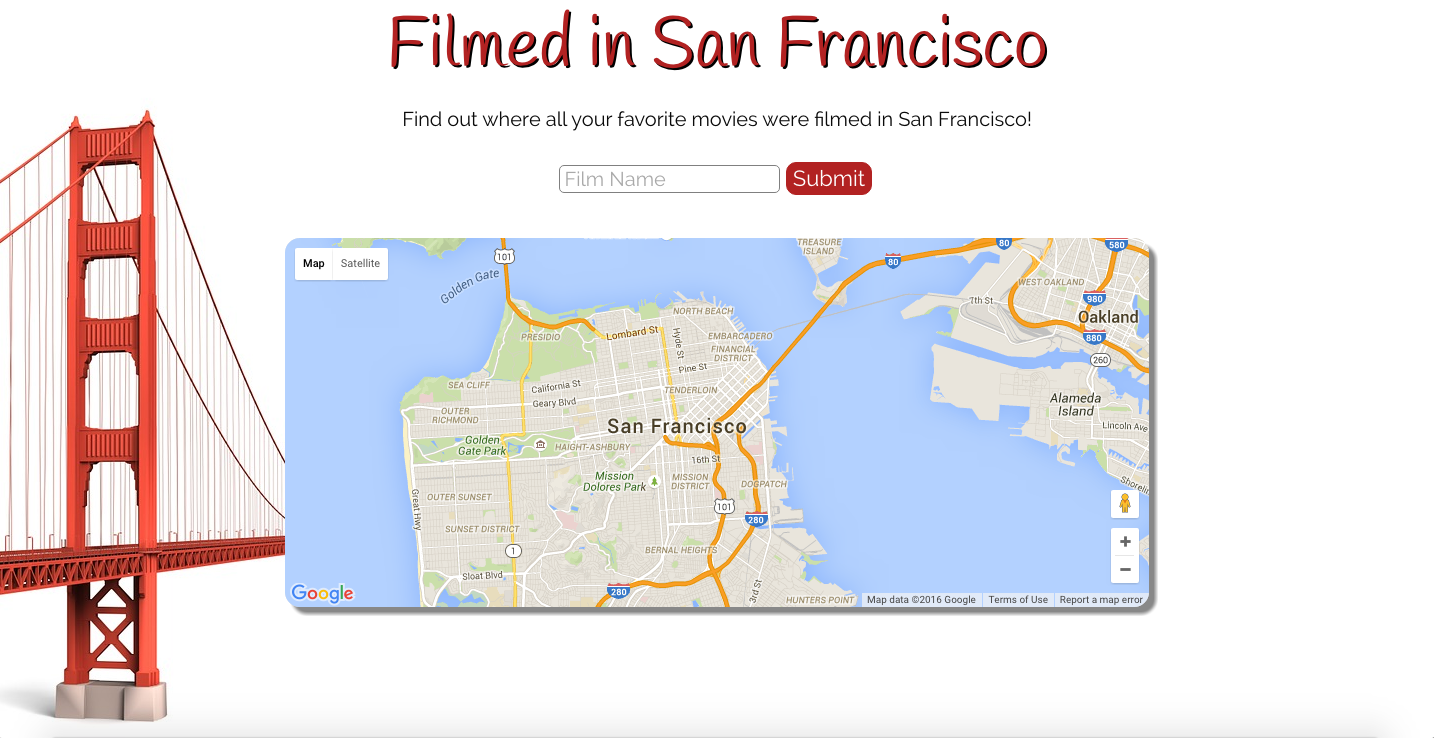 Filmed in San Francisco
Find out where all your favorite movies were filmed in San Francisco!
Film Name
Submit
Map
Satellite
101
Golden Gate
TREASURE
ISLAND
80
80
580
WEST OAKLAND
7th St
980
Oakland
880
260
NORTH BEACH
PRESIDIO
Lombard St
Hyde St
EMBARCADERO
FINANCIAL
DISTRICT
Pine St
SEA CLIFF
California St
TENDERLOIN
Geary Blvd
OUTER
RICHMOND
Alameda
Island
San Francisco
Lincoln Ave
Golden
Gate Park
HAIGHT-ASHBURY
16th St
Mission
Dolores Park
MISSION
DISTRICT
DOGPATCH
Shorelin
OUTER SUNSET
Great Hwy
101
280
SUNSET DISTRICT
1
BERNAL HEIGHTS
Sloat Blvd
280
3rd St
HUNTERS POINT
+
−
Google
Map data ©2016 Google
Terms of Use
Report a map error